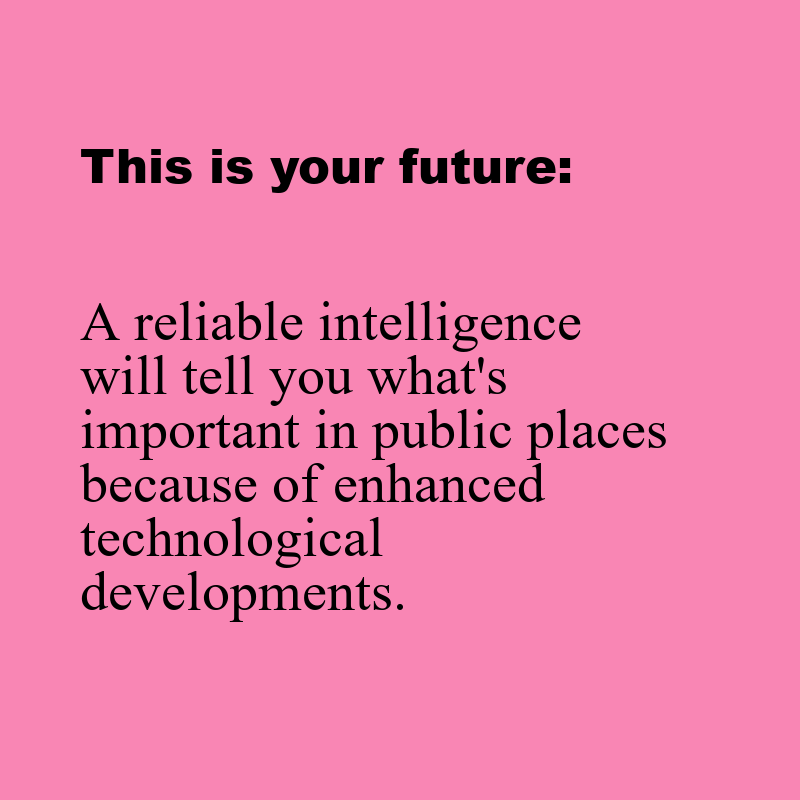 This is your future:
A reliable intelligence
will tell you what's
important in public places
because of enhanced
technological
developments.